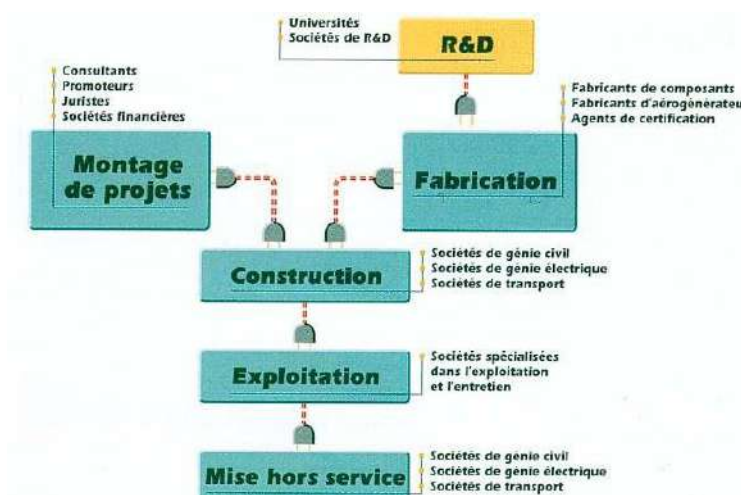 Universités
Sociétés de R&D
R&D
Consultants
Promoteurs
Juristes
Sociétés financières
Montage
de projets
Fabricants de composants
Fabricants d'aérogénérateu
Agents de certification
Fabrication
Construction
Sociétés de génie civil
Sociétés de génie électrique
Sociétés de transport
Exploitation
Sociétés spécialisées
dans l'exploitation
et l'entretien
Mise hors service
Sociétés de génie civil
Sociétés de génie électrique
Sociétés de transport